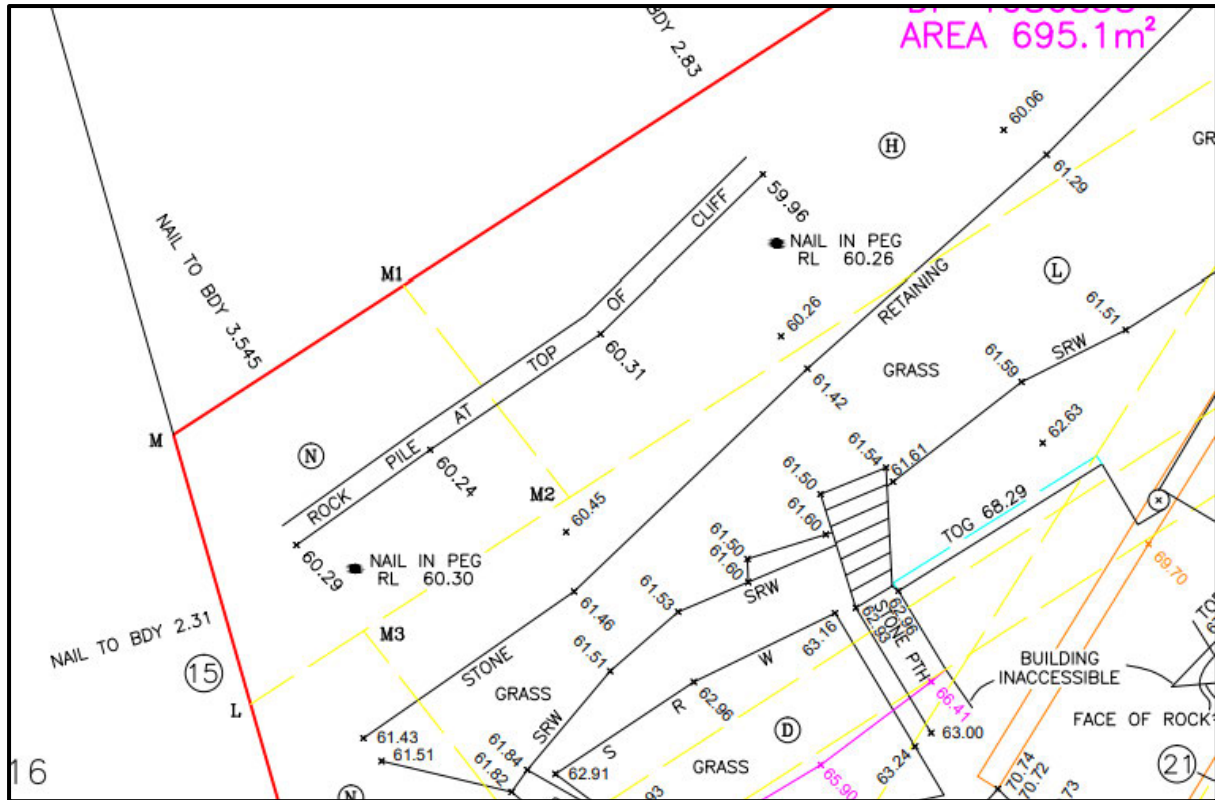 AREA 695.1m²
BDY 2.83
60.06
H
GR
61.29
CLIFF
59.96
NAIL IN PEG
RL 60.26
L
NAIL TO BDY 3.545
M1
OF
RETAINING
61.51
60.26
SRW
TOP
60.31
61.59
GRASS
61.42
AT
M
62.63
PILE
N
60.24
61.54
61.61
61.50
M2
ROCK
60.45
TOG 68.29
61.60
60.29
NAIL IN PEG
RL 60.30
61.50
61.60
69.70
SRW
61.53
61.46
62.96
62.93
STONE PTH
NAIL TO BDY 2.31
M3
63.16
15
61.51
STONE
W
BUILDING
INACCESSIBLE
62.96
66.41
GRASS
R
L
SRW
D
63.00
FACE OF ROCK
61.43
61.51
61.84
S
63.24
61.82
62.91
GRASS
65.90
21
16
70.74
70.72
N